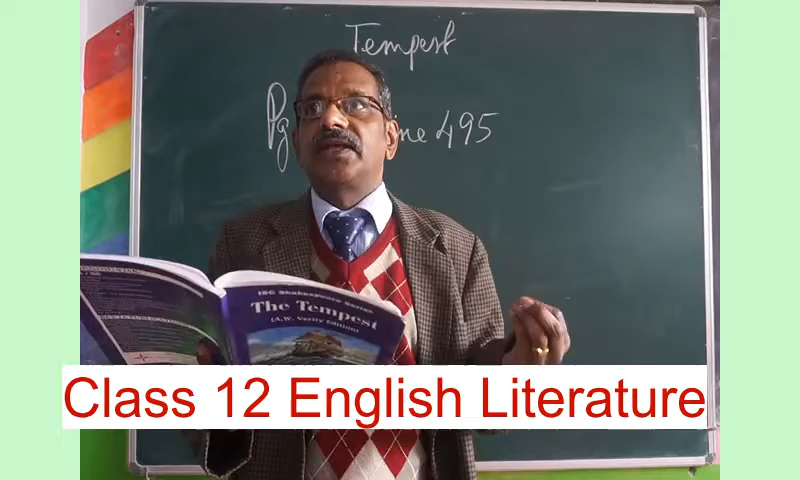 Tempest
Pg
ne 495
ISC Shakespeare Series
The Tempest
(A.W. Verity Edition)
Class 12 English Literature